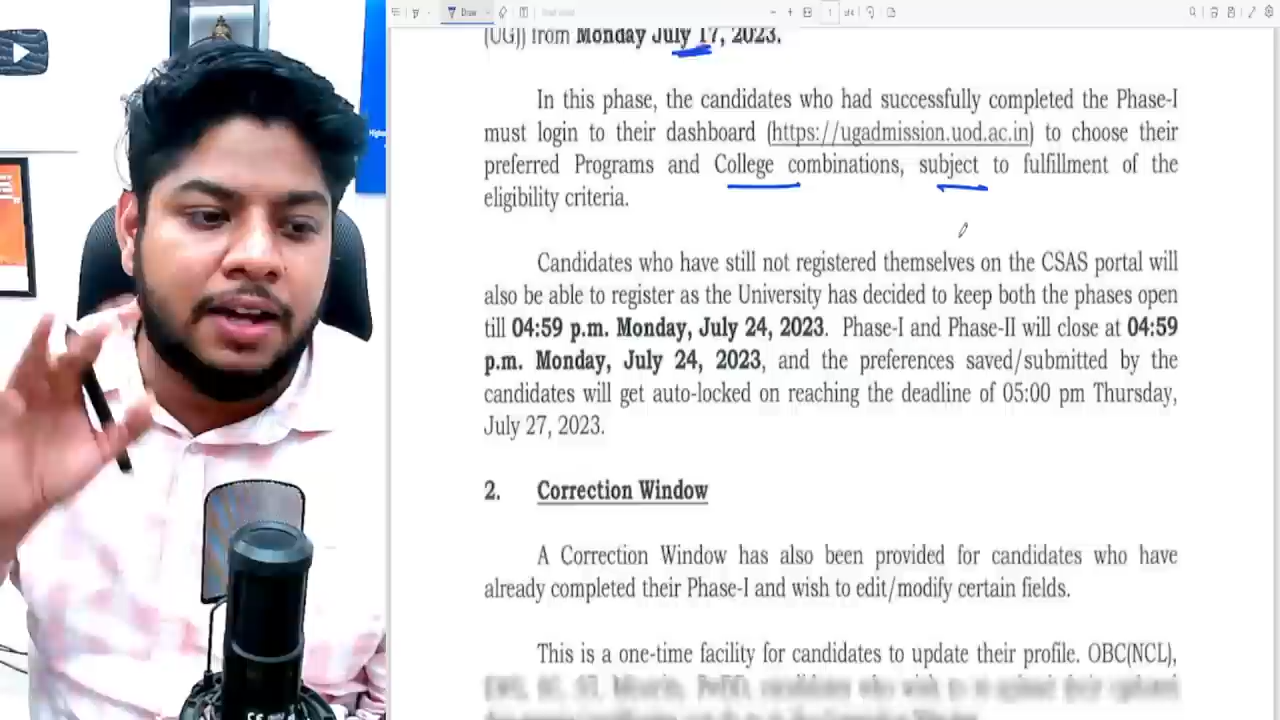 Draw
1
(UG)) from Monday July 17, 2023.
In this phase, the candidates who had successfully completed the Phase-I
must login to their dashboard (https://ugadmission.uod.ac.in) to choose their
preferred Programs and College combinations, subject to fulfillment of the
eligibility criteria.
Candidates who have still not registered themselves on the CSAS portal will
also be able to register as the University has decided to keep both the phases open
till 04:59 p.m. Monday, July 24, 2023. Phase-I and Phase-II will close at 04:59
p.m. Monday, July 24, 2023, and the preferences saved/submitted by the
candidates will get auto-locked on reaching the deadline of 05:00 pm Thursday,
July 27, 2023.
2. Correction Window
A Correction Window has also been provided for candidates who have
already completed their Phase-I and wish to edit/modify certain fields.
This is a one-time facility for candidates to update their profile. OBC(NCL),